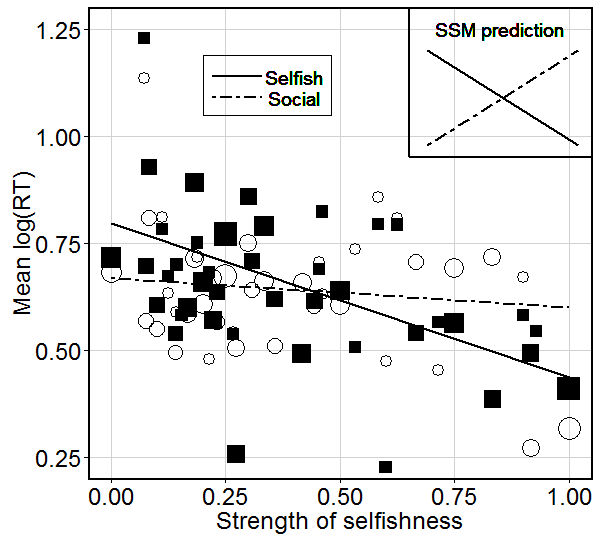 1.25
SSM prediction
Selfish
Social
1.00
Mean log(RT)
0.75
0.50
0.25
0.00 0.25 0.50 0.75 1.00
Strength of selfishness